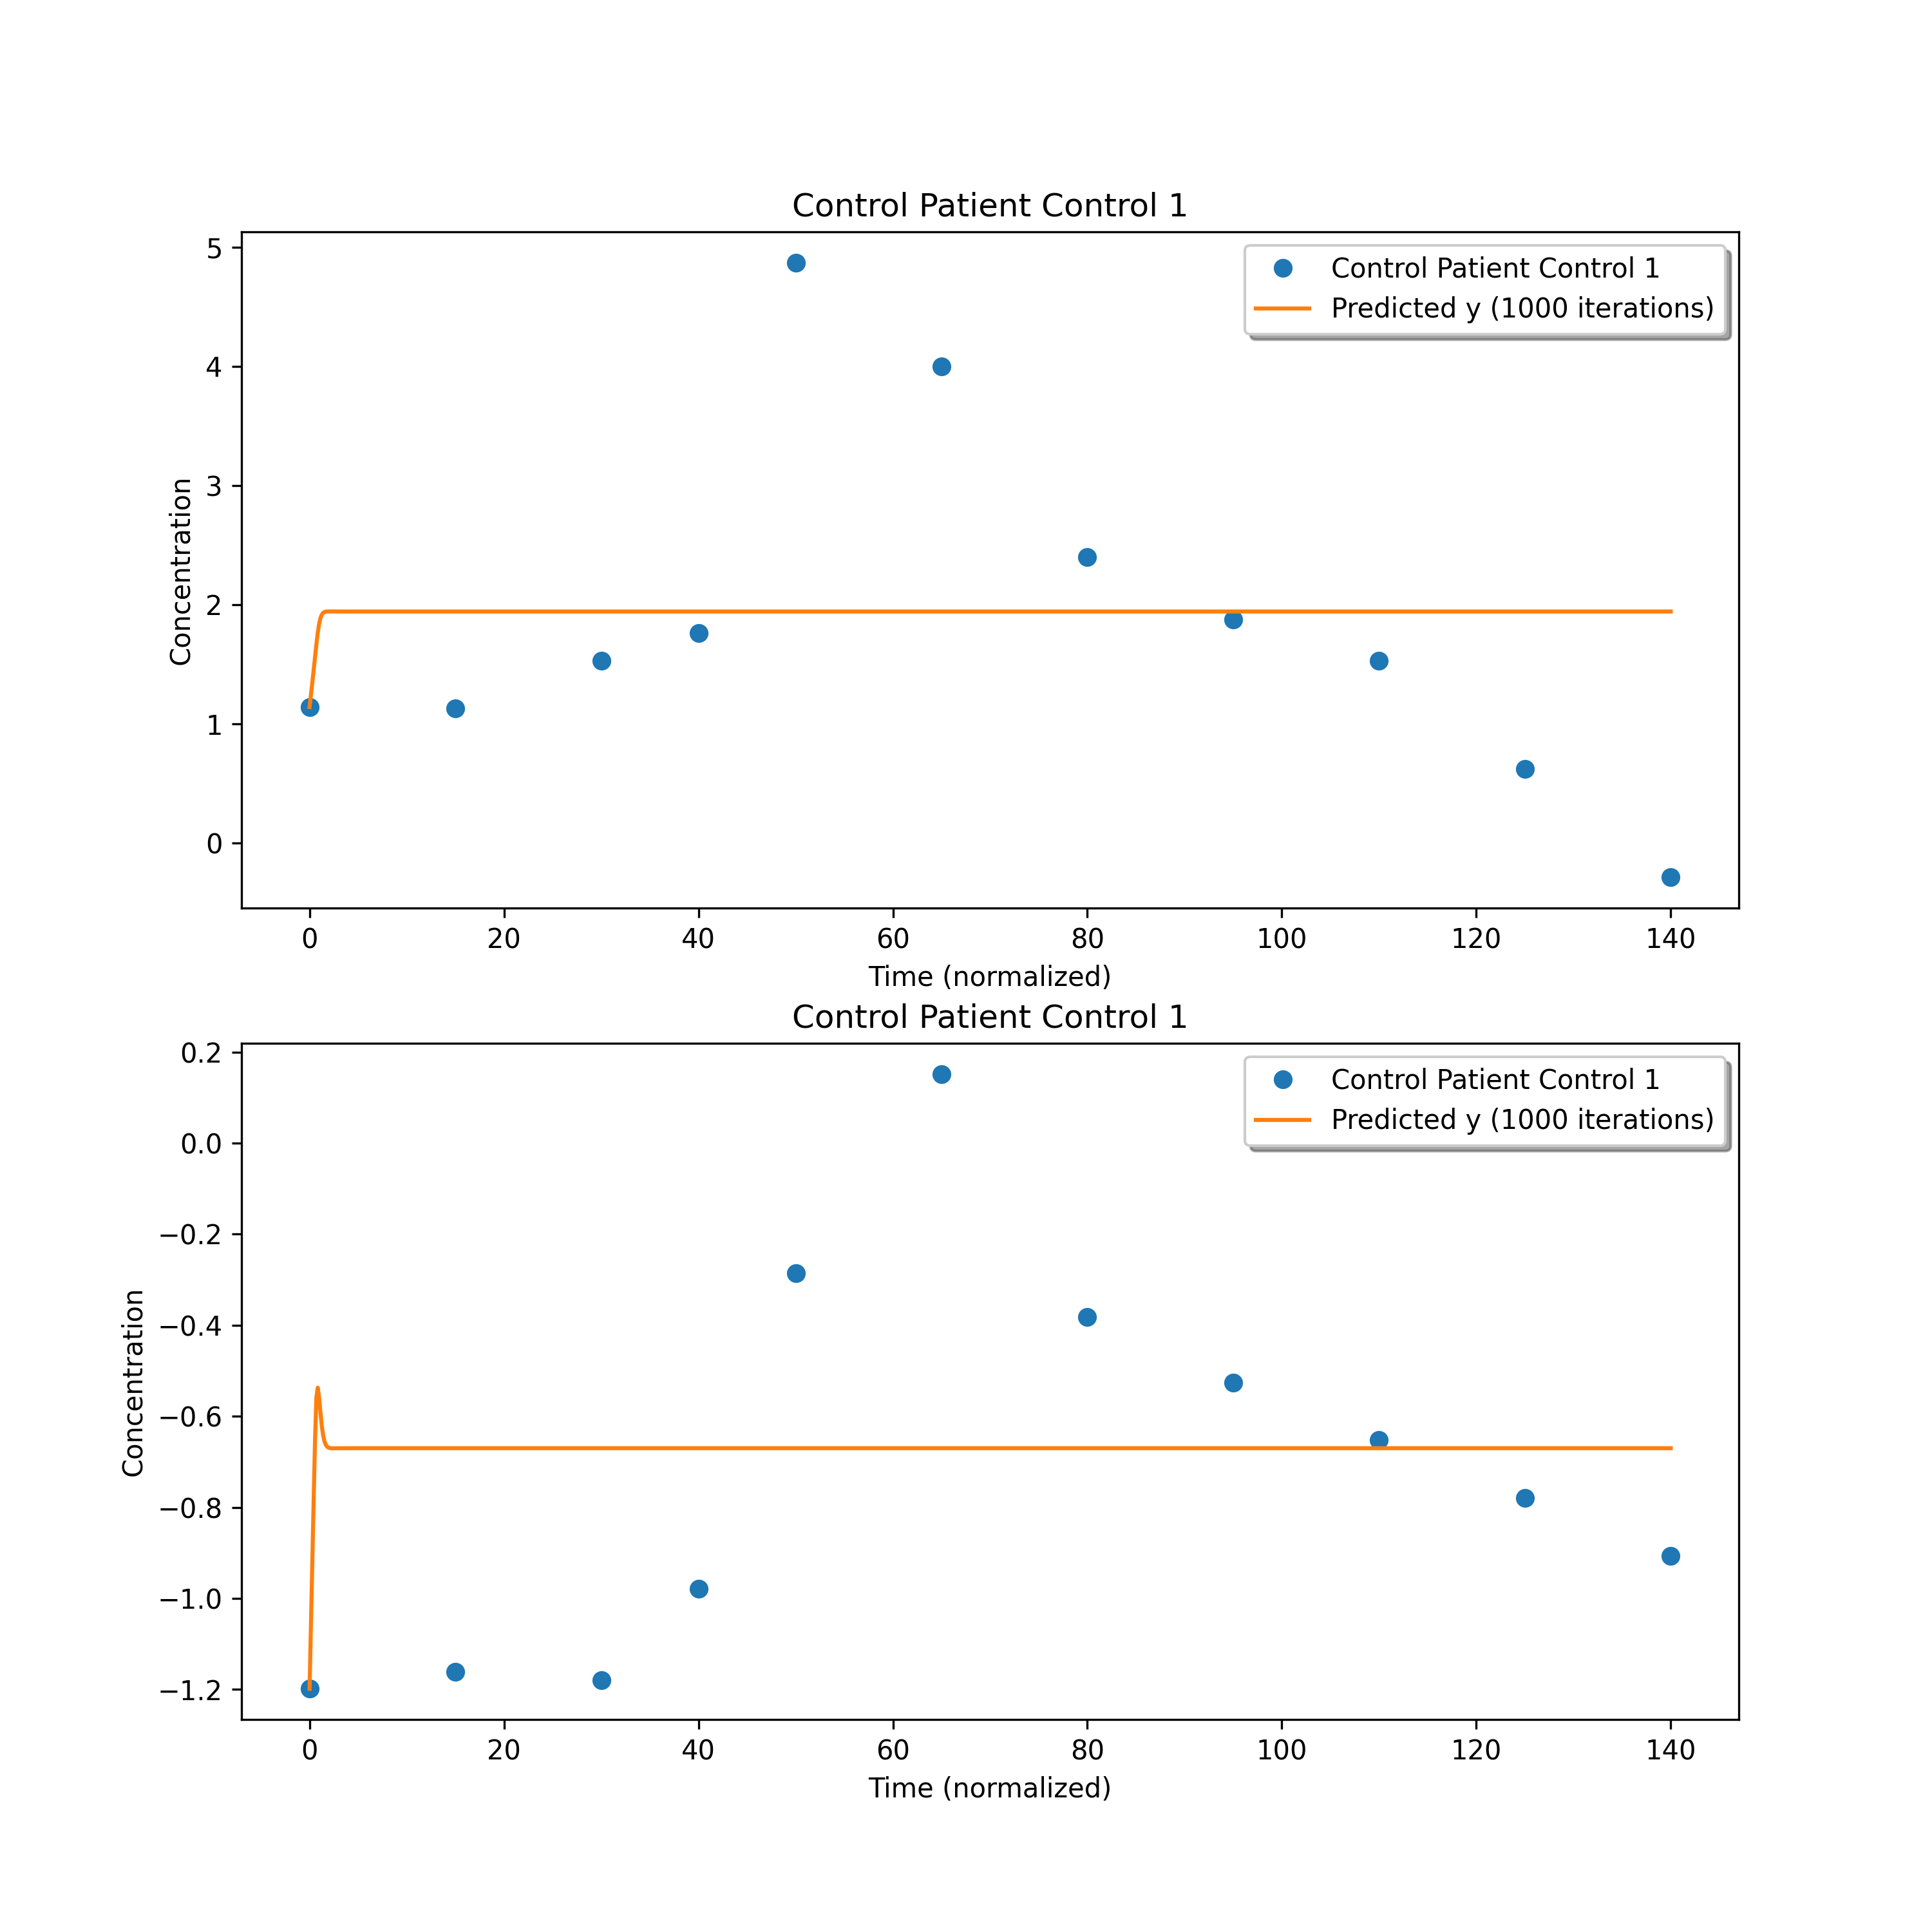 Control Patient Control 1
5
4
3
2
1
0
Concentration
Control Patient Control 1
Predicted y (1000 iterations)
0 20 40 60 80 100 120 140
Time (normalized)
Control Patient Control 1
0.2
0.0
−0.2
−0.4
−0.6
−0.8
−1.0
−1.2
Concentration
Control Patient Control 1
Predicted y (1000 iterations)
0 20 40 60 80 100 120 140
Time (normalized)